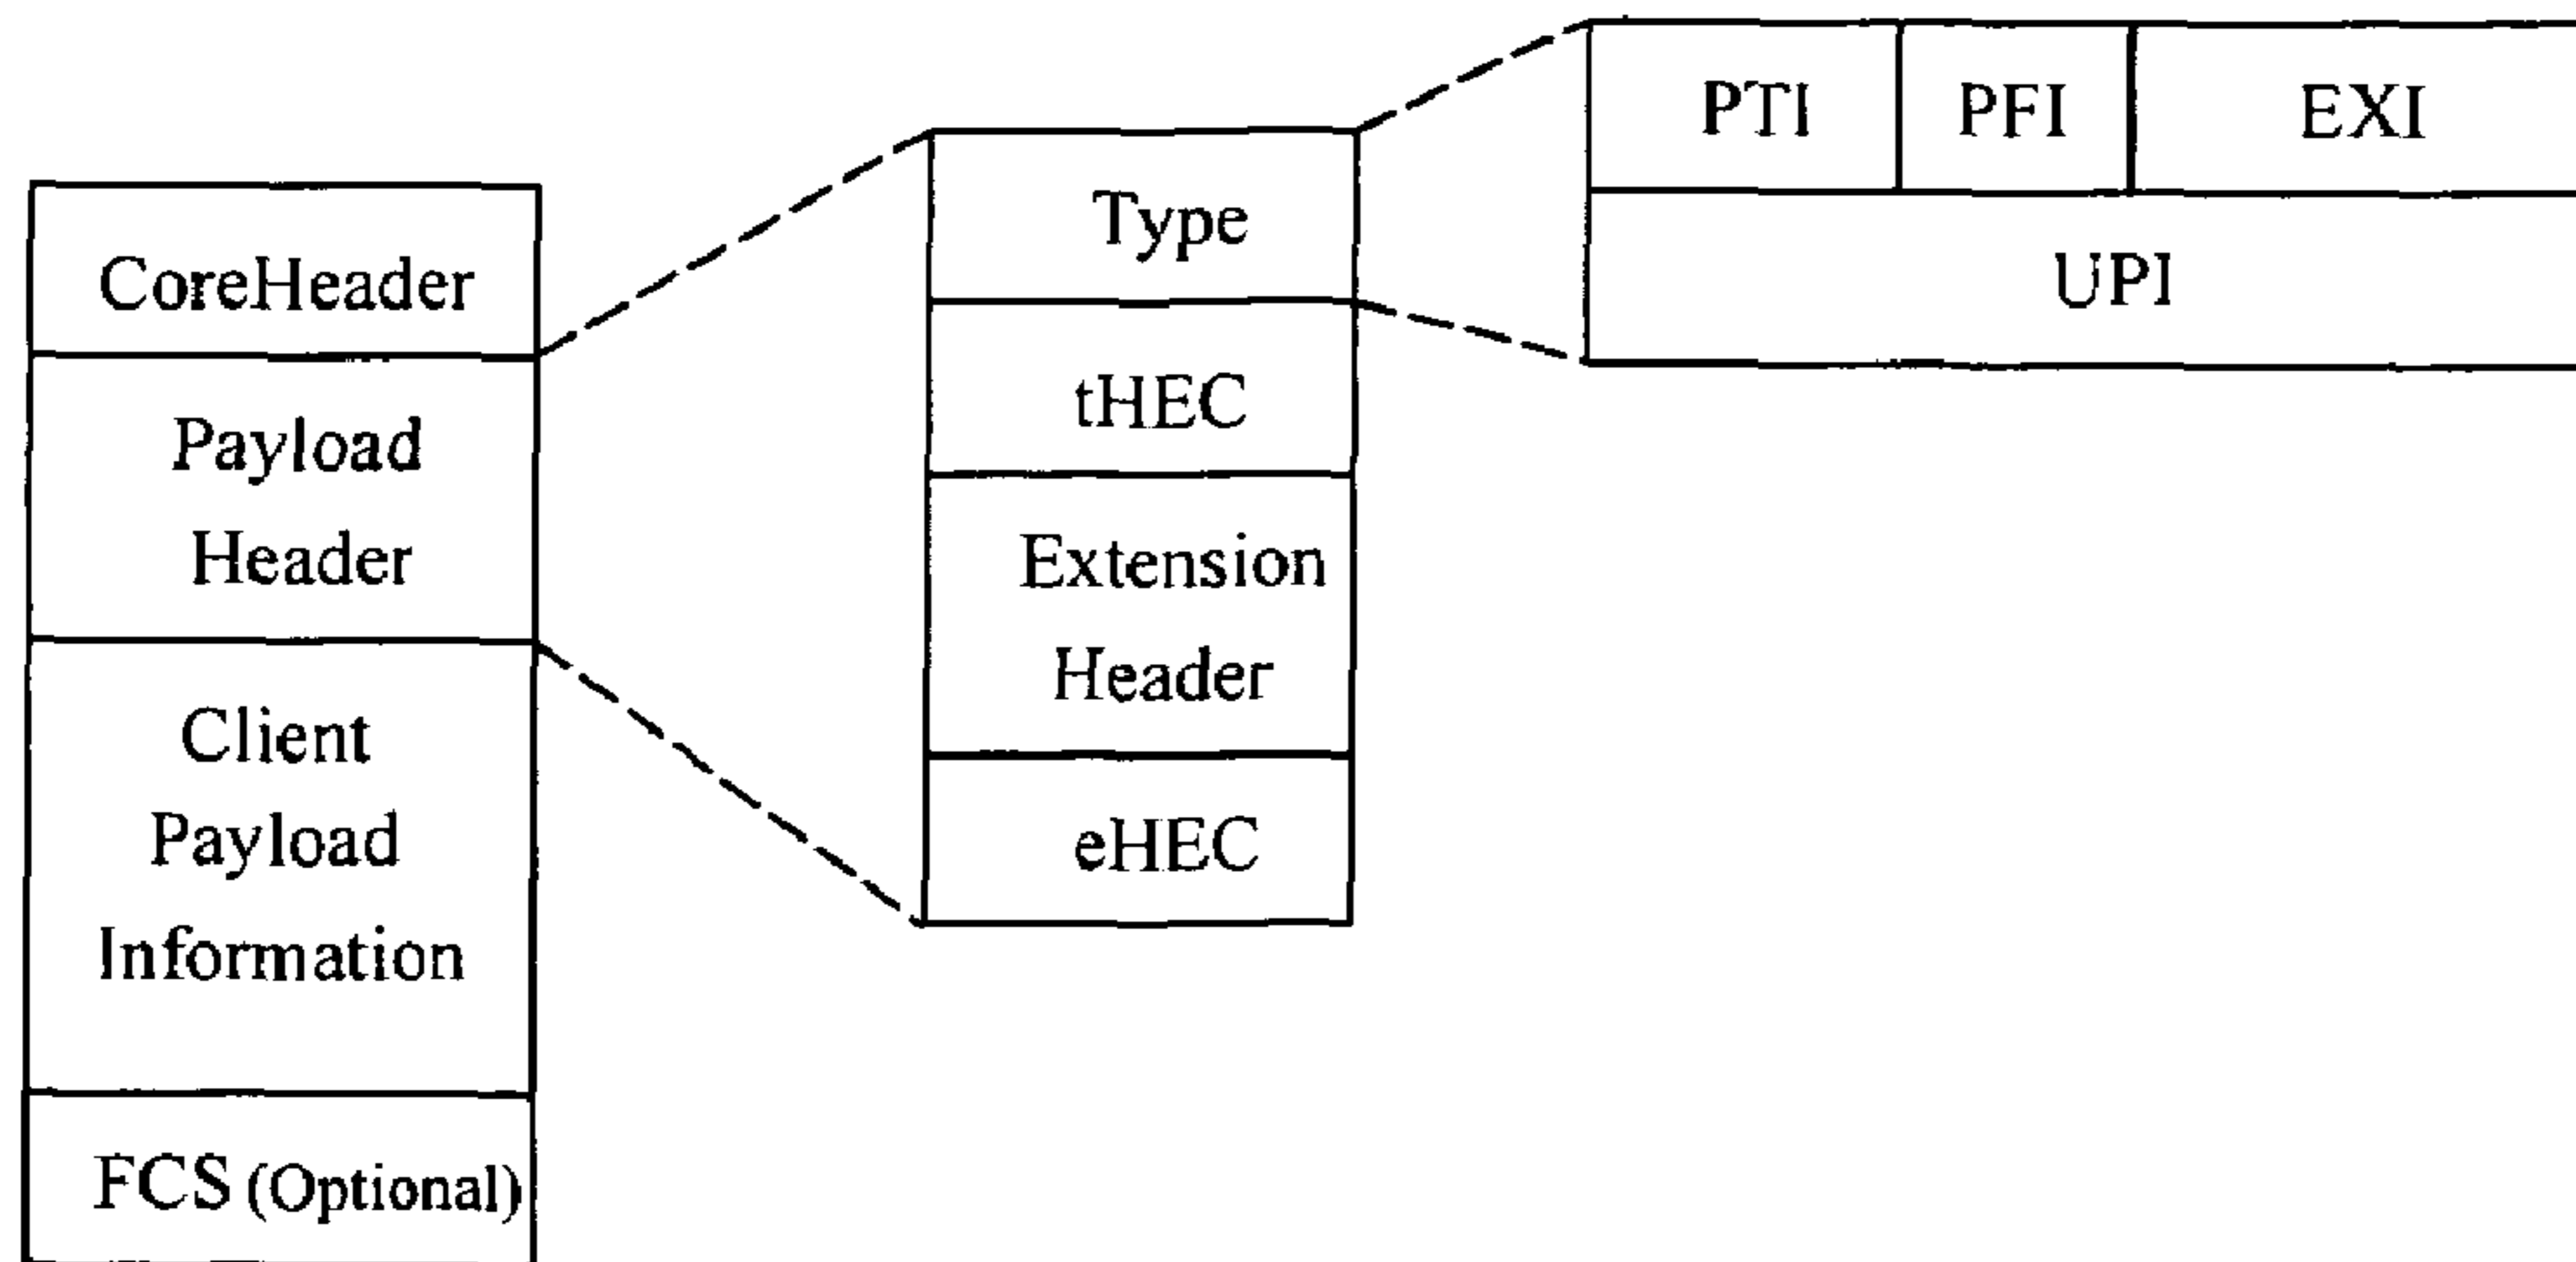 CoreHeader
Payload
Header
Client
Payload
Information
FCS (Optional)
Type
tHEC
Extension
Header
eHEC
PTI PFI EXI
UPI